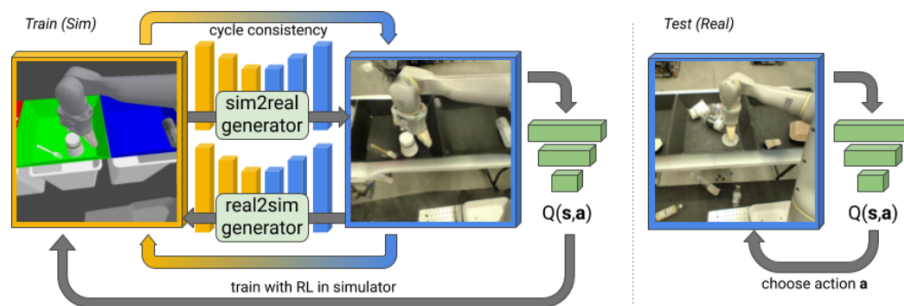 Train (Sim)
cycle consistency
sim2real
generator
real2sim
generator
Q(s,a)
train with RL in simulator
Test (Real)
Q(s,a)
choose action a